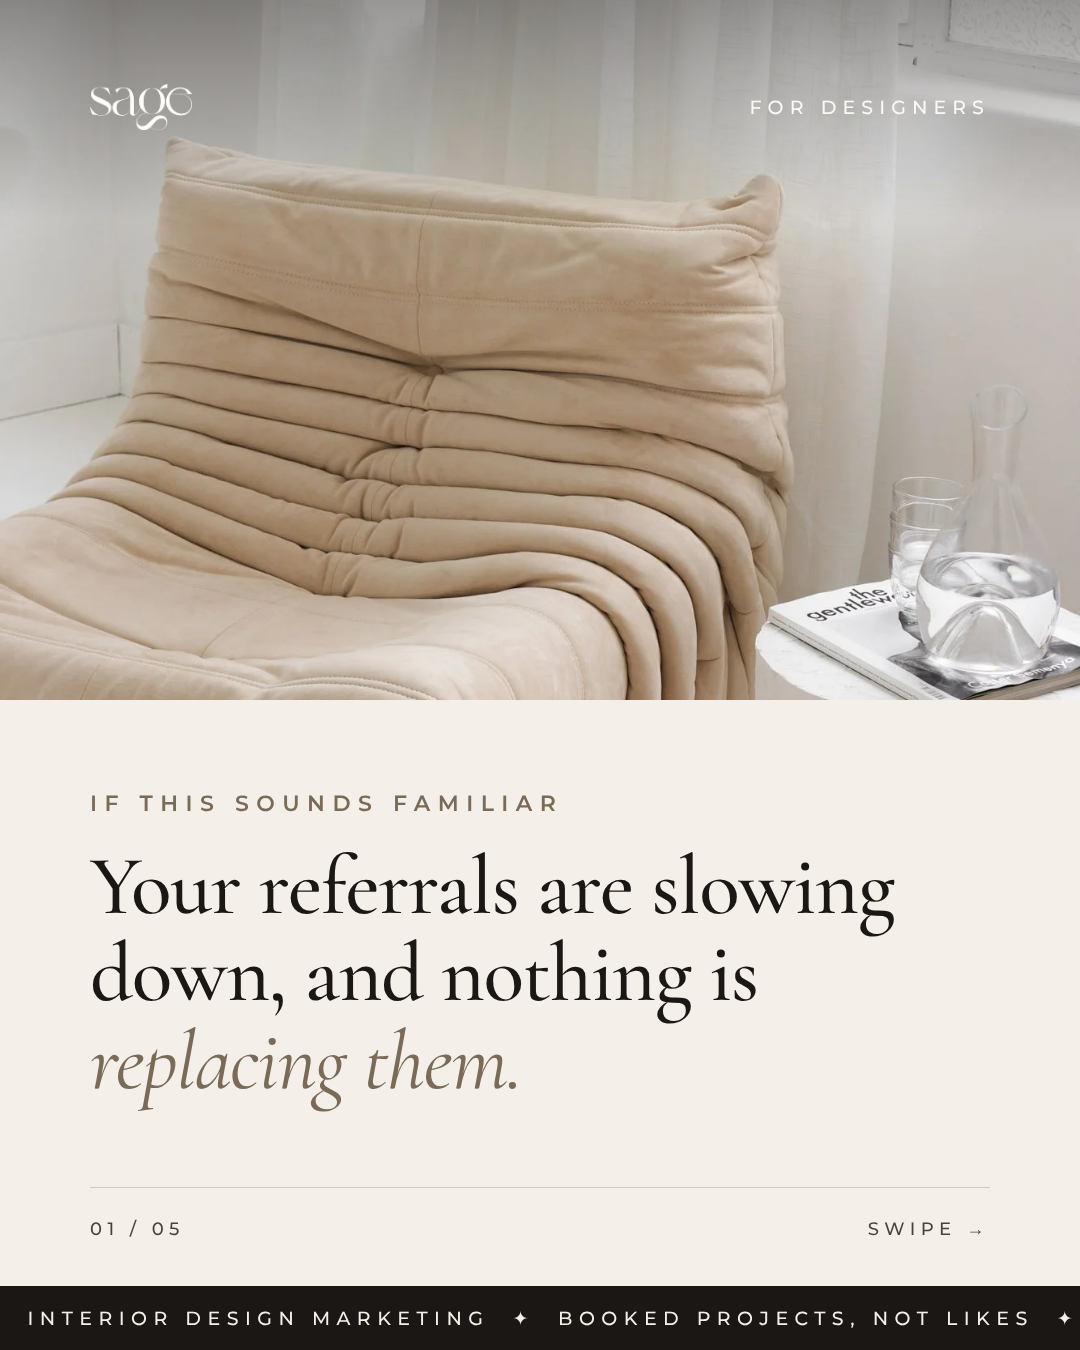 sage
FOR DESIGNERS
the
IF THIS SOUNDS FAMILIAR
Your referrals are slowing
down, and nothing is
replacing them.
01 / 05
SWIPE →
INTERIOR DESIGN MARKETING ✦ BOOKED PROJECTS, NOT LIKES ✦